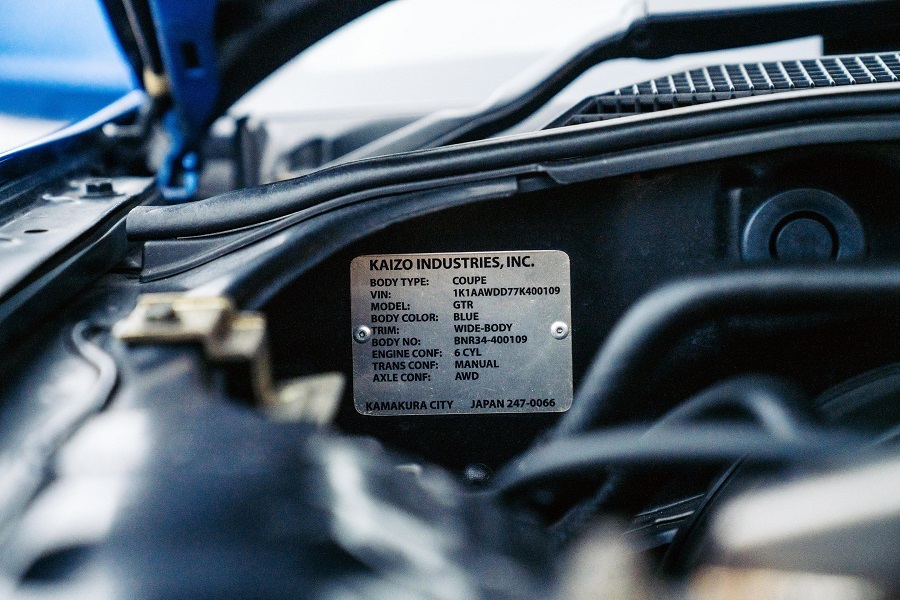 KAIZO INDUSTRIES, INC.
BODY TYPE: COUPE
VIN: 1K1AAWDD77K400109
MODEL: GTR
BODY COLOR: BLUE
TRIM: WIDE-BODY
BODY NO: BNR34-400109
ENGINE CONF: 6 CYL
TRANS CONF: MANUAL
AXLE CONF: AWD
KAMAKURA CITY JAPAN 247-0066